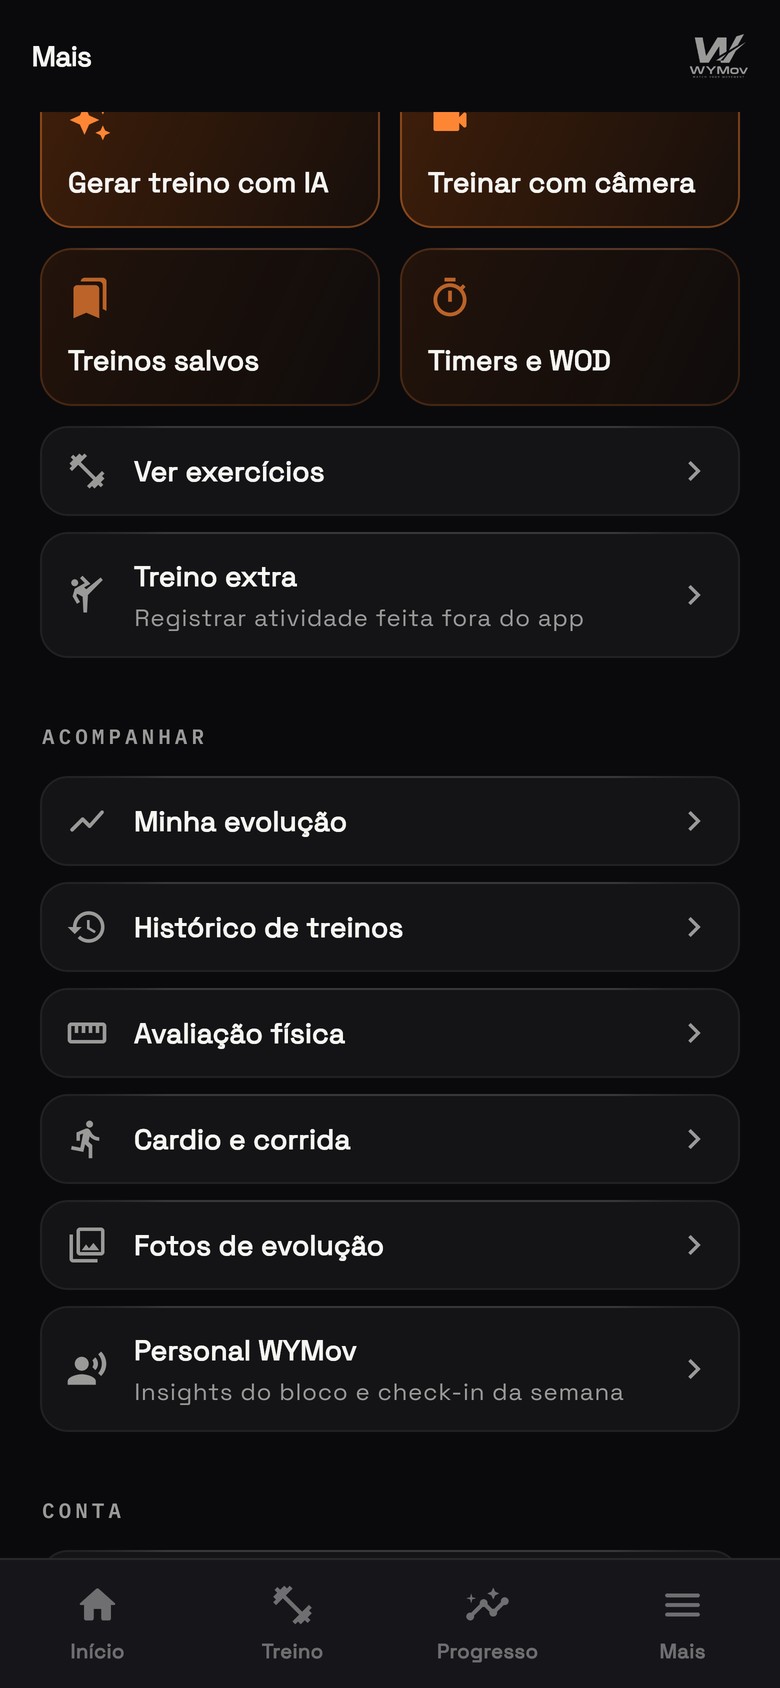 Mais
WYMov
Gerar treino com IA
Treinar com câmera
Treinos salvos
Timers e WOD
Ver exercícios
Treino extra
Registrar atividade feita fora do app
ACOMPANHAR
Minha evolução
Histórico de treinos
Avaliação física
Cardio e corrida
Fotos de evolução
Personal WYMov
Insights do bloco e check-in da semana
CONTA
Início
Treino
Progresso
Mais